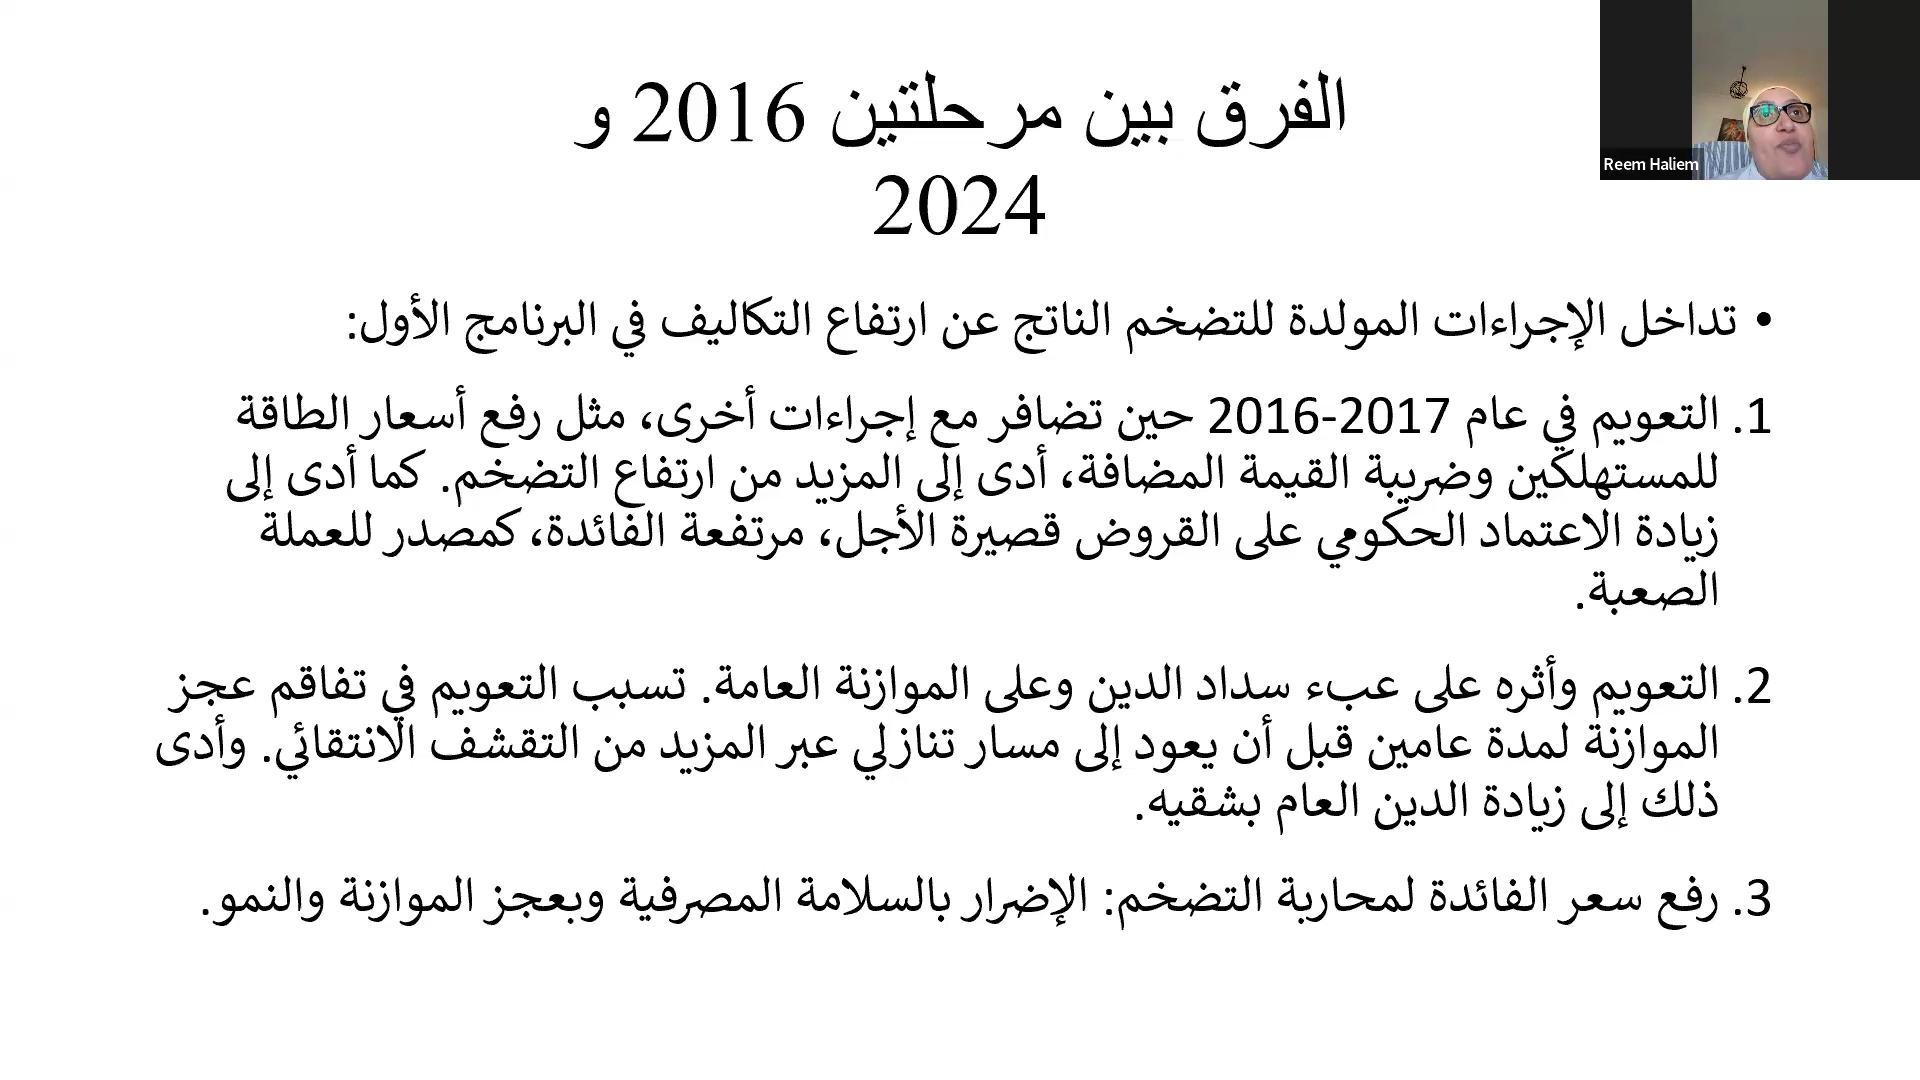 الفرق بين مرحلتين 2016 و
2024
Reem Haliem
• تداخل الإجراءات المولدة للتضخم الناتج عن ارتفاع التكاليف في البرنامج الأول:
1. التعويم في عام 2017-2016 حين تضافر مع إجراءات أخرى، مثل رفع أسعار الطاقة
للمستهلكين وضريبة القيمة المضافة، أدى إلى المزيد من ارتفاع التضخم. كما أدى إلى
زيادة الاعتماد الحكومي على القروض قصيرة الأجل، مرتفعة الفائدة، كمصدر للعملة
الصعبة.
2. التعويم وأثره على عبء سداد الدين وعلى الموازنة العامة. تسبب التعويم في تفاقم عجز
الموازنة لمدة عامين قبل أن يعود إلى مسار تنازلي عبر المزيد من التقشف الانتقائي. وأدى
ذلك إلى زيادة الدين العام بشقيه.
3. رفع سعر الفائدة لمحاربة التضخم: الإضرار بالسلامة المصرفية وبعجز الموازنة والنمو.